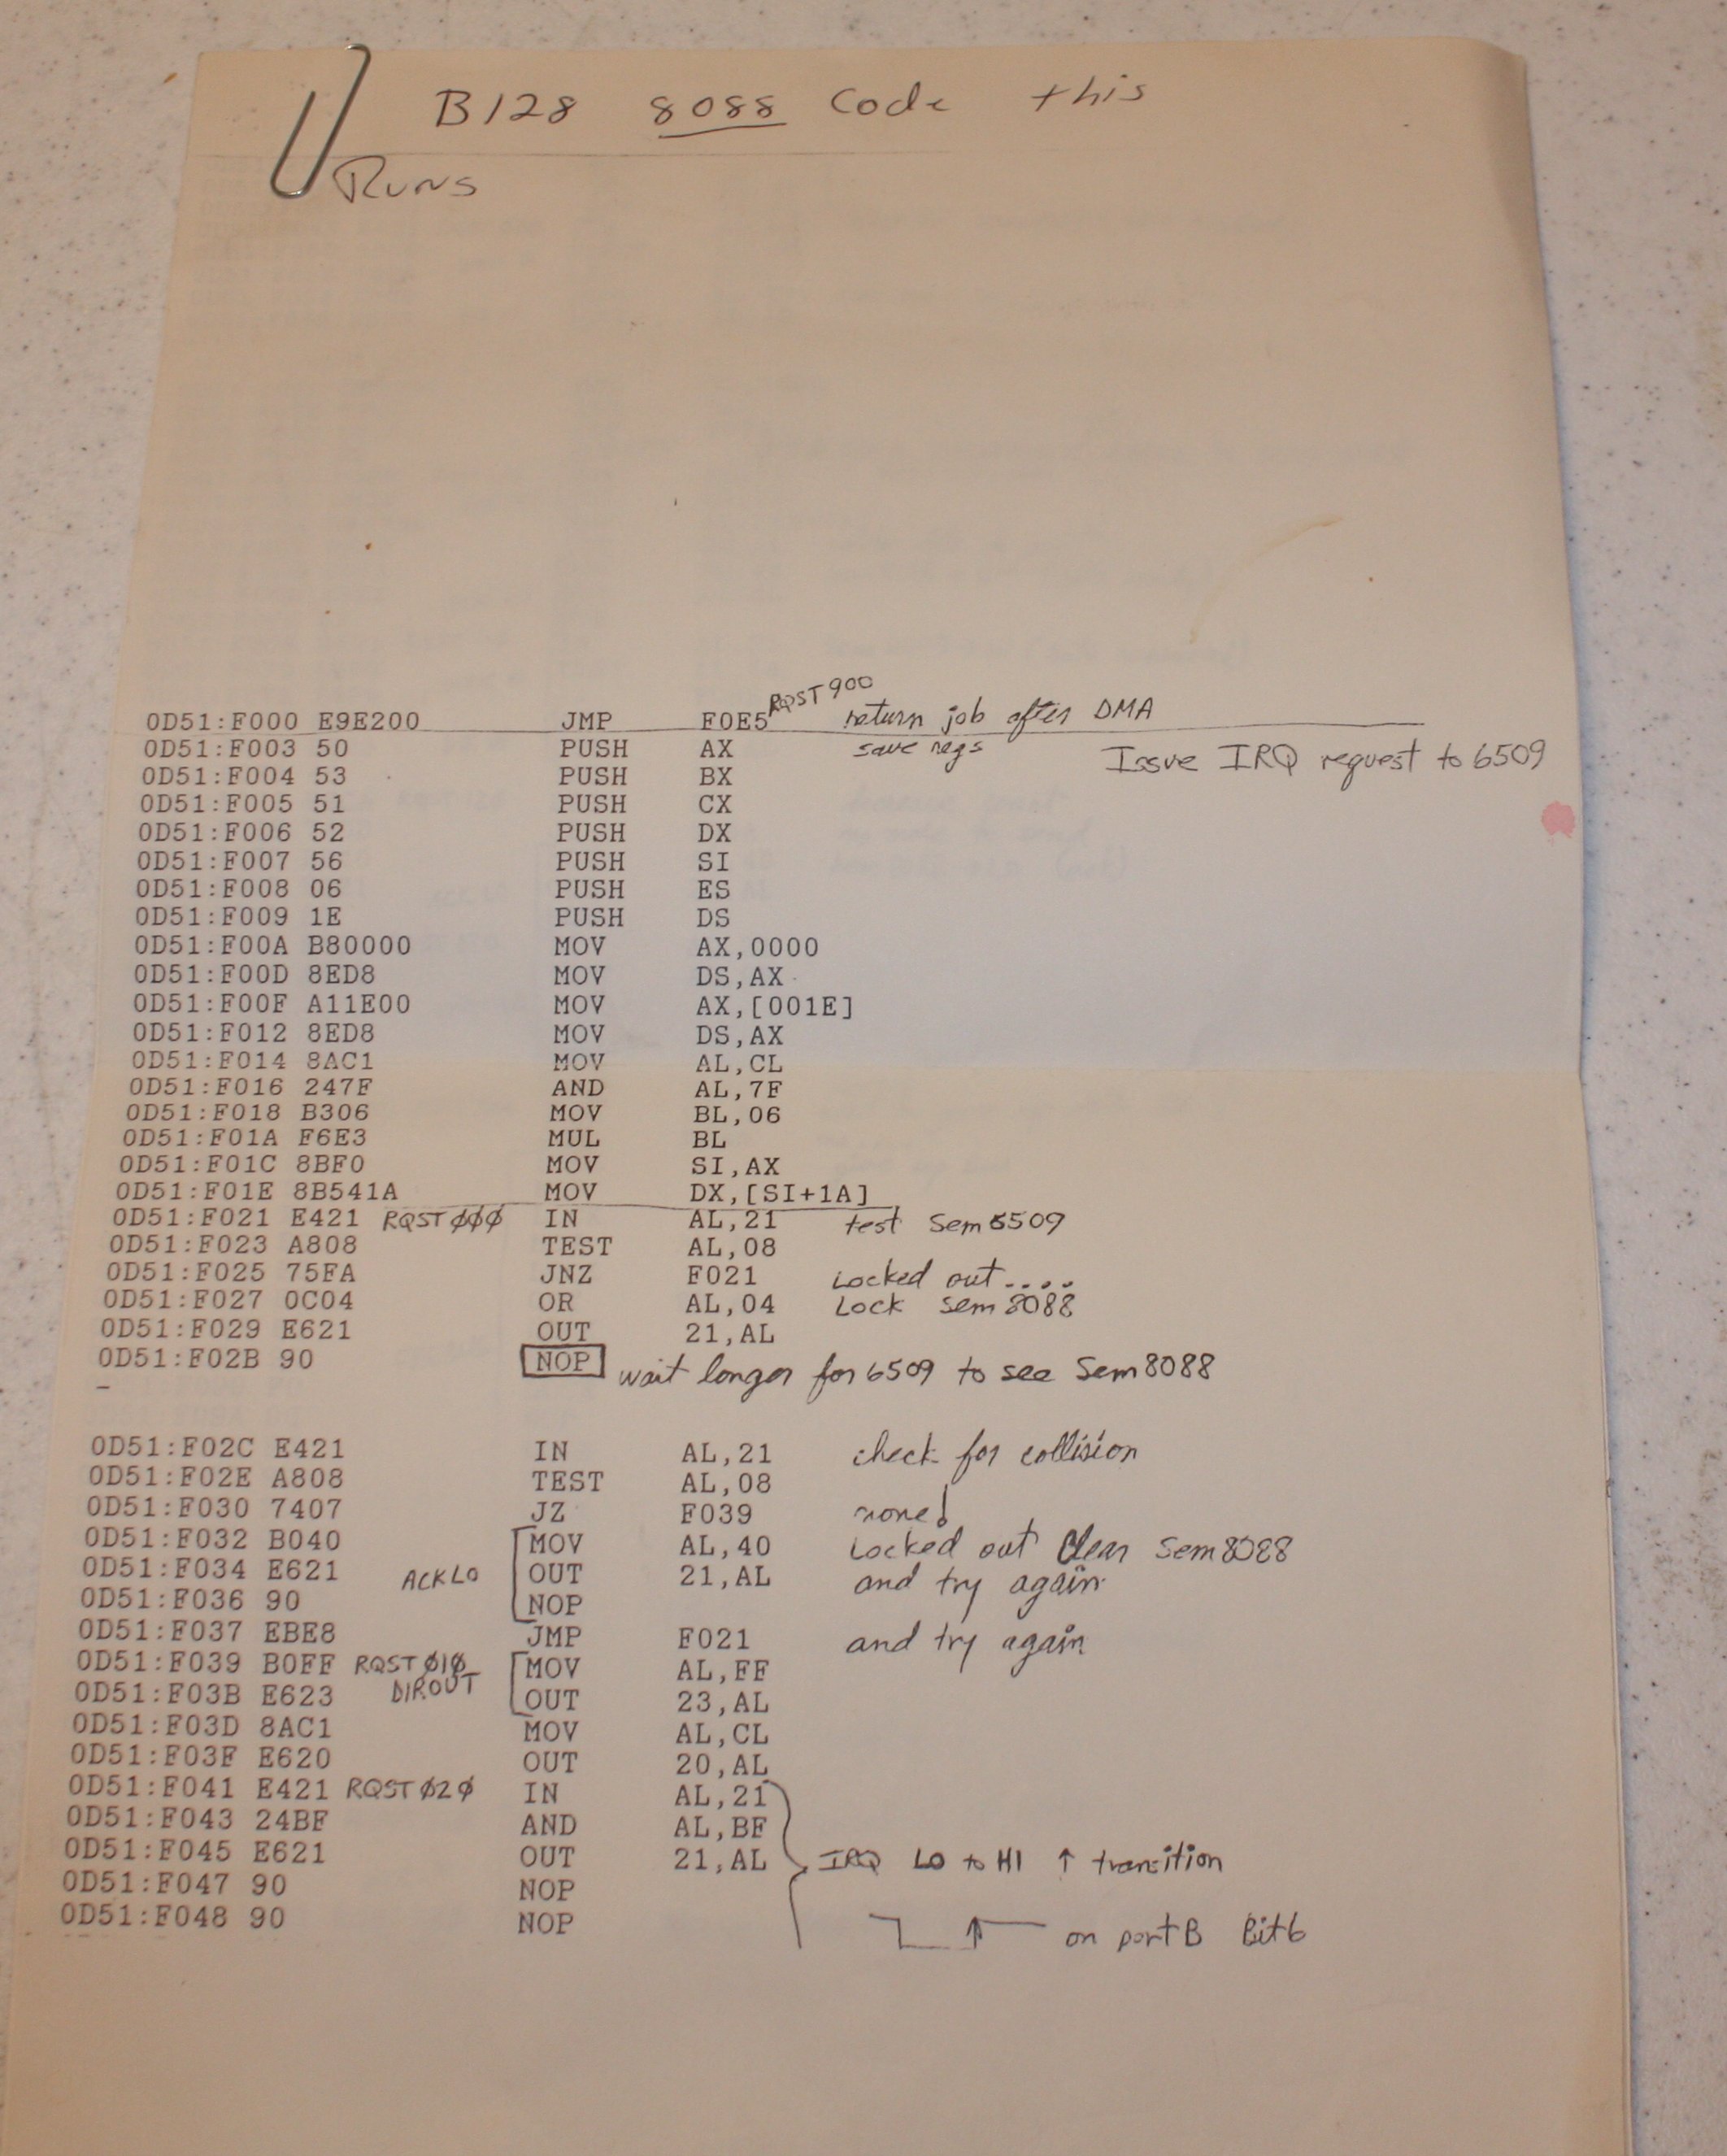 B128 8088 Code this
Runs
0D51:F000 E9E200 JMP F0E5 RQST900 return job after DMA
0D51:F003 50 PUSH AX save regs Issue IRQ request to 6509
0D51:F004 53 PUSH BX
0D51:F005 51 PUSH CX
0D51:F006 52 PUSH DX
0D51:F007 56 PUSH SI
0D51:F008 06 PUSH ES
0D51:F009 1E PUSH DS
0D51:F00A B80000 MOV AX,0000
0D51:F00D 8ED8 MOV DS,AX
0D51:F00F A11E00 MOV AX,[001E]
0D51:F012 8ED8 MOV DS,AX
0D51:F014 8AC1 MOV AL,CL
0D51:F016 247F AND AL,7F
0D51:F018 B306 MOV BL,06
0D51:F01A F6E3 MUL BL
0D51:F01C 8BF0 MOV SI,AX
0D51:F01E 8B541A MOV DX,[SI+1A]
0D51:F021 E421 RQSTØØØ IN AL,21 test Sem6509
0D51:F023 A808 TEST AL,08
0D51:F025 75FA JNZ F021 Locked out....
0D51:F027 0C04 OR AL,04 Lock Sem8088
0D51:F029 E621 OUT 21,AL
0D51:F02B 90 NOP wait longer for 6509 to see Sem8088
-
0D51:F02C E421 IN AL,21 check for collision
0D51:F02E A808 TEST AL,08
0D51:F030 7407 JZ F039 none!
0D51:F032 B040 MOV AL,40 Locked out Clear Sem8088
0D51:F034 E621 ACKLO OUT 21,AL and try again
0D51:F036 90 NOP
0D51:F037 EBE8 JMP F021 and try again
0D51:F039 B0FF RQSTØ1Ø MOV AL,FF
0D51:F03B E623 DIROUT OUT 23,AL
0D51:F03D 8AC1 MOV AL,CL
0D51:F03F E620 OUT 20,AL
0D51:F041 E421 RQSTØ2Ø IN AL,21
0D51:F043 24BF AND AL,BF
0D51:F045 E621 OUT 21,AL IRQ LO to HI ↑ transition
0D51:F047 90 NOP
0D51:F048 90 NOP ↑ on portB Bit6